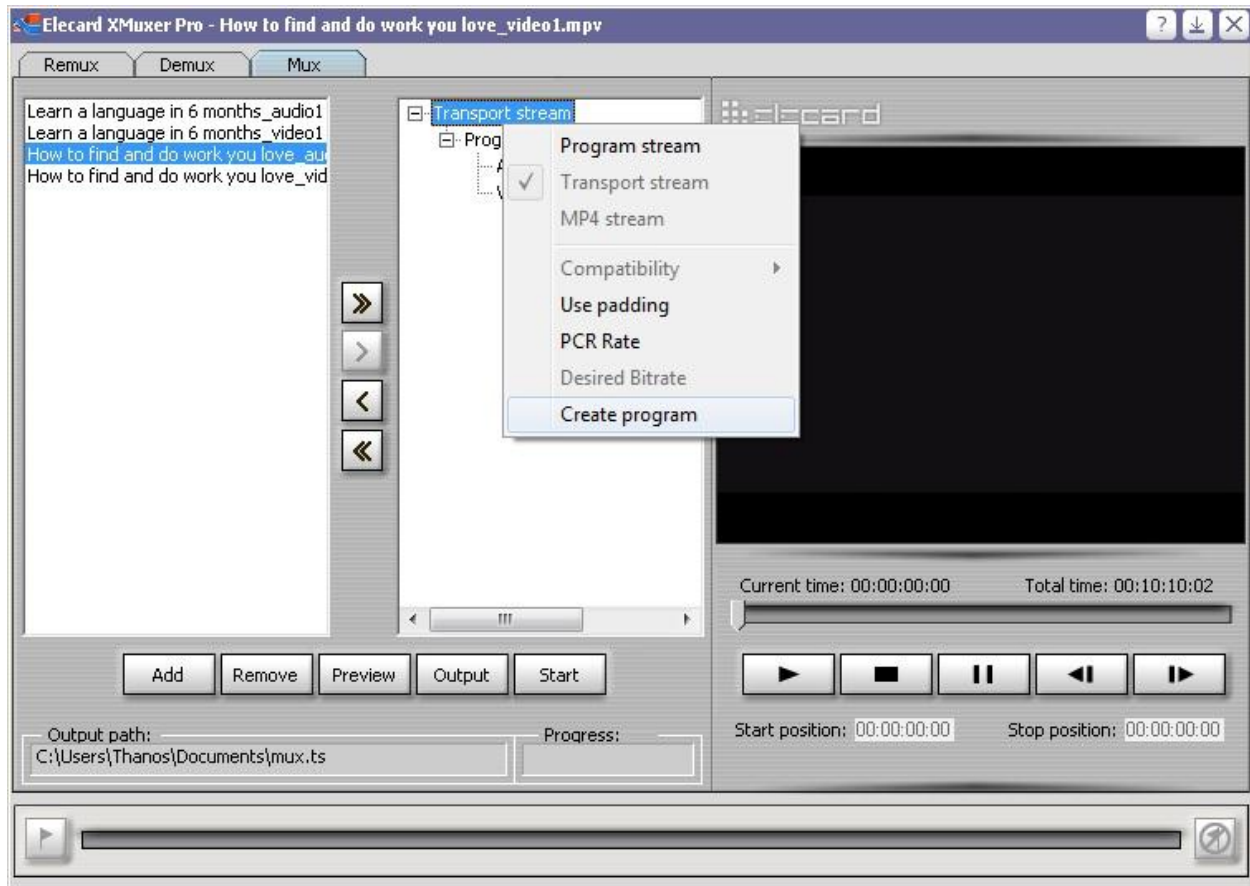 Elecard XMuxer Pro - How to find and do work you love_video1.mpv
Remux Demux Mux
Learn a language in 6 months_audio1
Learn a language in 6 months_video1
How to find and do work you love_au
How to find and do work you love_vid
Transport stream
Prog
elecard
Program stream
Transport stream
MP4 stream
Compatibility
Use padding
PCR Rate
Desired Bitrate
Create program
Current time: 00:00:00:00 Total time: 00:10:10:02
Add Remove Preview Output Start
Start position: 00:00:00:00 Stop position: 00:00:00:00
Output path:
C:\Users\Thanos\Documents\mux.ts
Progress: